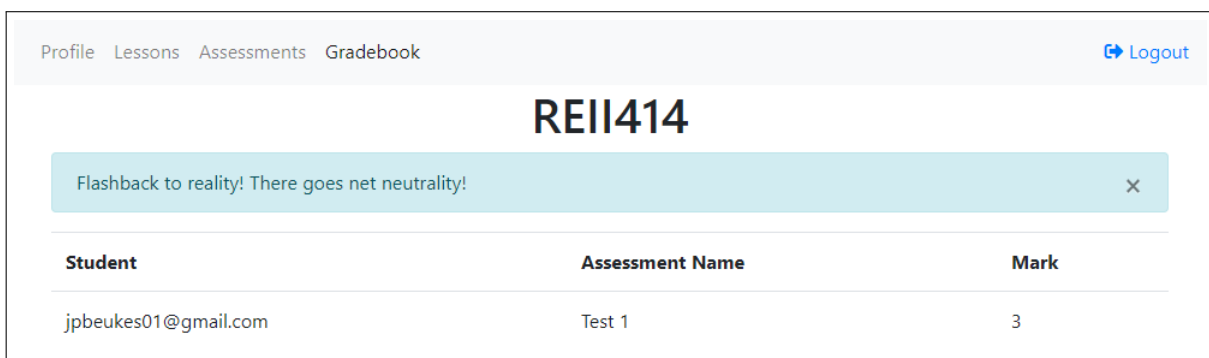 Profile Lessons Assessments Gradebook Logout
REII414
Flashback to reality! There goes net neutrality! ×
Student Assessment Name Mark
jpbeukes01@gmail.com Test 1 3